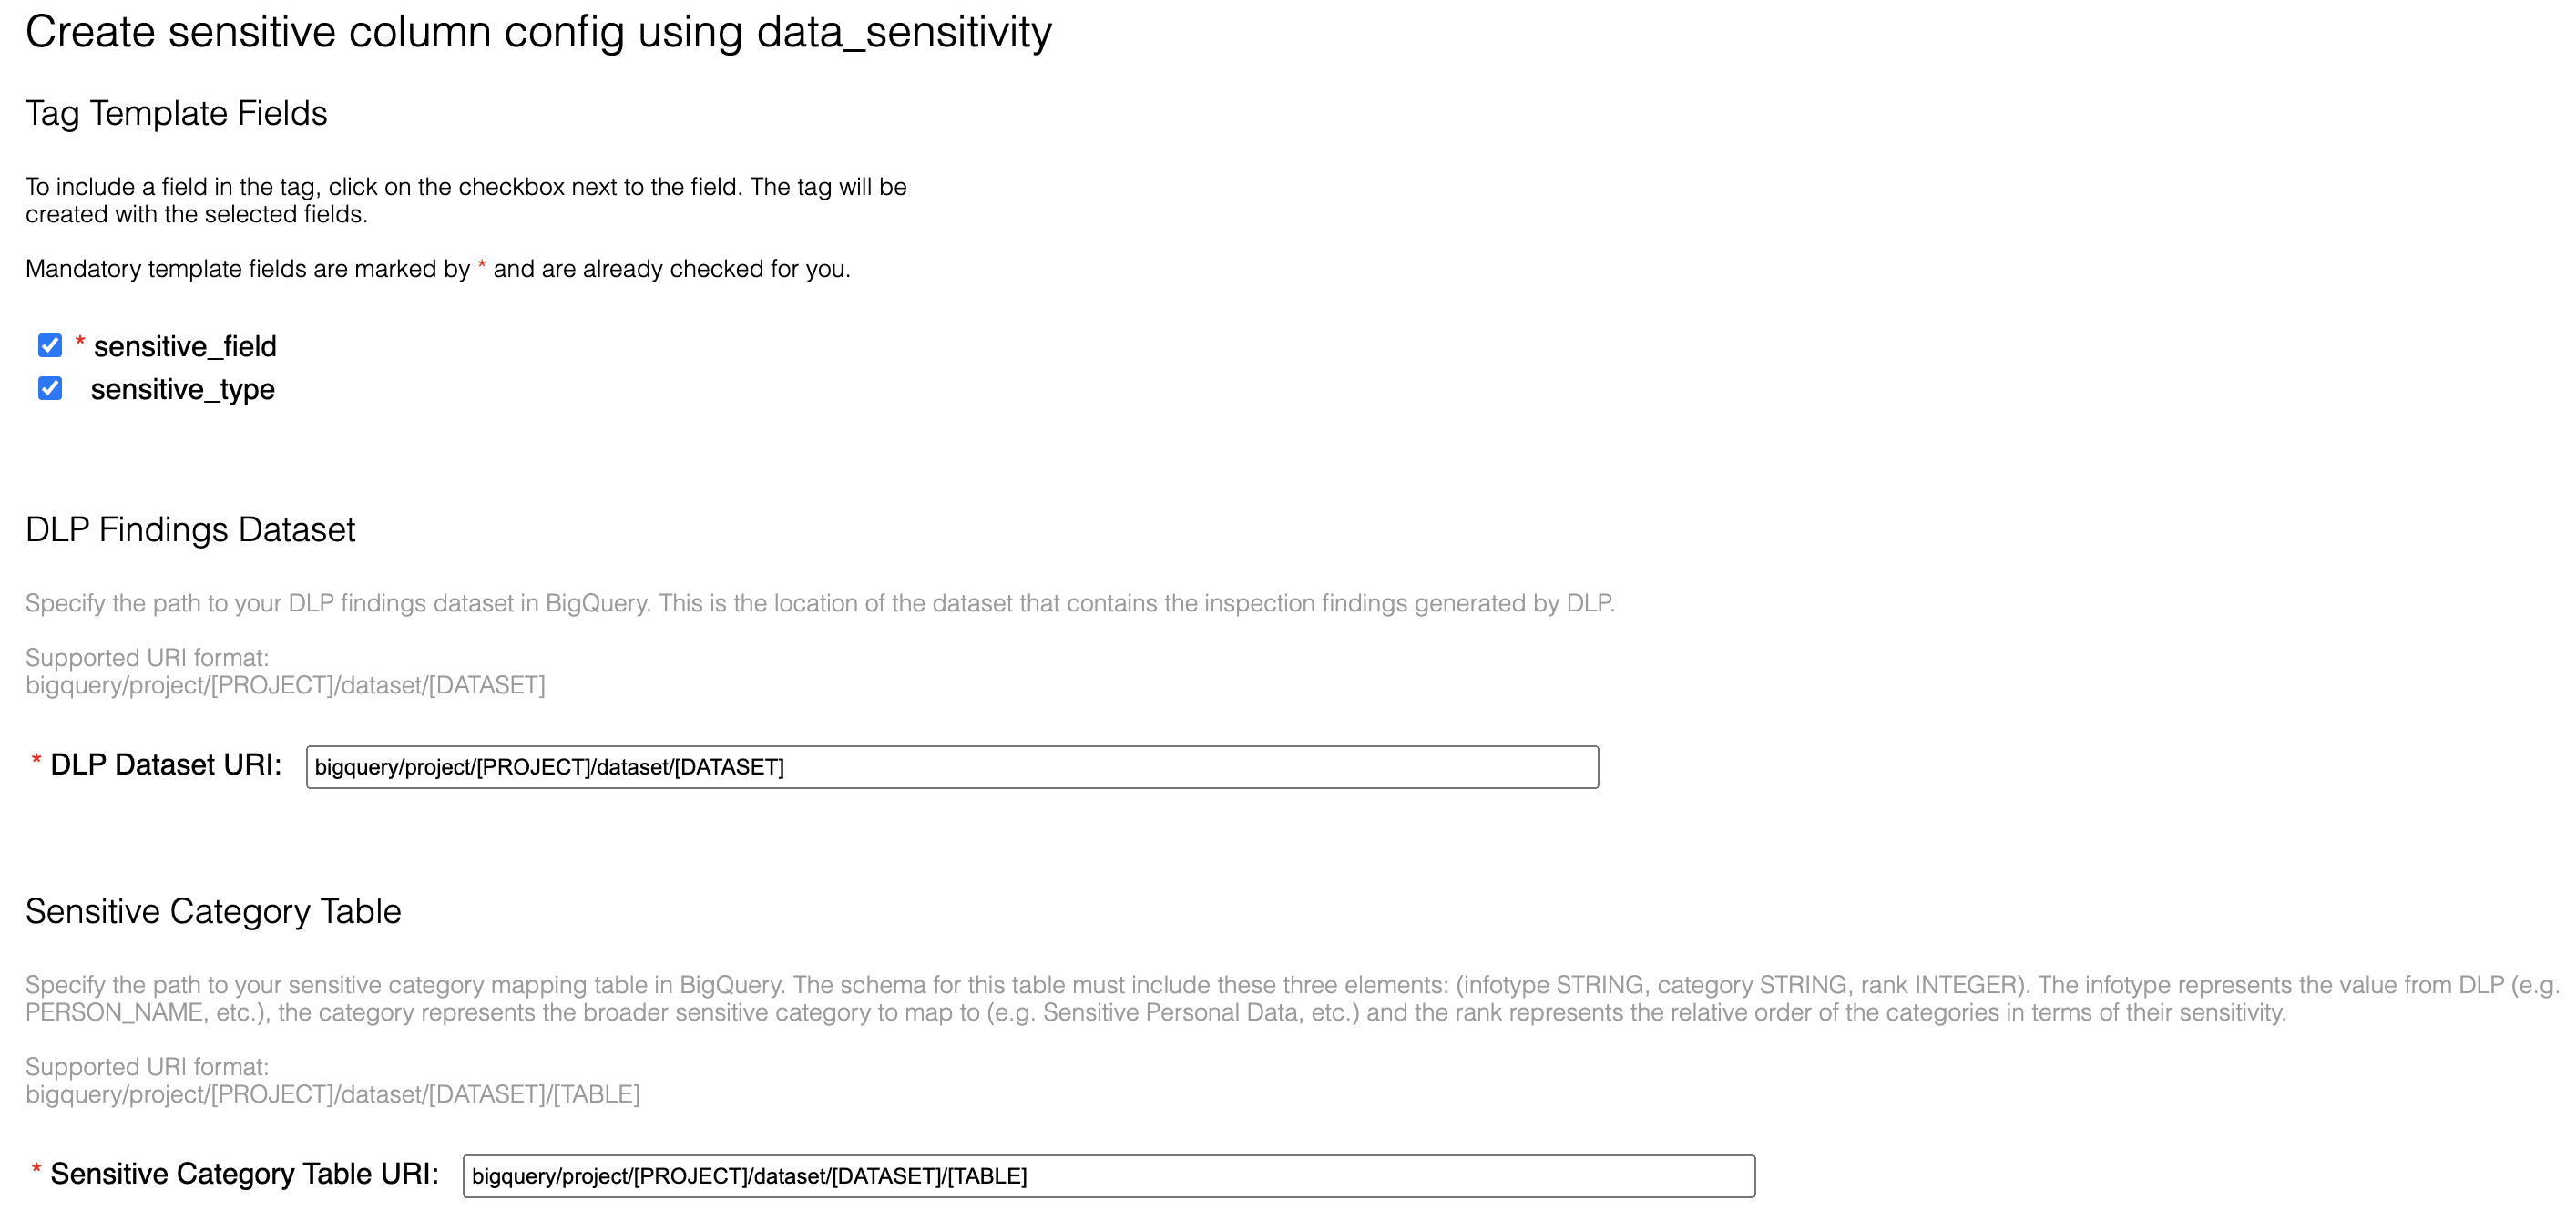 Create sensitive column config using data_sensitivity
Tag Template Fields
To include a field in the tag, click on the checkbox next to the field. The tag will be
created with the selected fields.
Mandatory template fields are marked by * and are already checked for you.
* sensitive_field
sensitive_type
DLP Findings Dataset
Specify the path to your DLP findings dataset in BigQuery. This is the location of the dataset that contains the inspection findings generated by DLP.
Supported URI format:
bigquery/project/[PROJECT]/dataset/[DATASET]
* DLP Dataset URI: bigquery/project/[PROJECT]/dataset/[DATASET]
Sensitive Category Table
Specify the path to your sensitive category mapping table in BigQuery. The schema for this table must include these three elements: (infotype STRING, category STRING, rank INTEGER). The infotype represents the value from DLP (e.g.
PERSON_NAME, etc.), the category represents the broader sensitive category to map to (e.g. Sensitive Personal Data, etc.) and the rank represents the relative order of the categories in terms of their sensitivity.
Supported URI format:
bigquery/project/[PROJECT]/dataset/[DATASET]/[TABLE]
* Sensitive Category Table URI: bigquery/project/[PROJECT]/dataset/[DATASET]/[TABLE]